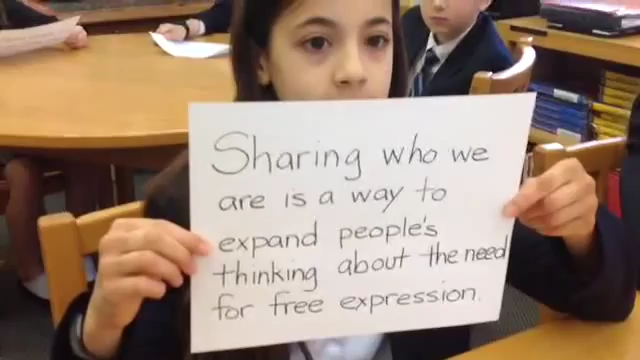 Sharing who we
are is a way to
expand people's
thinking about the need
for free expression.